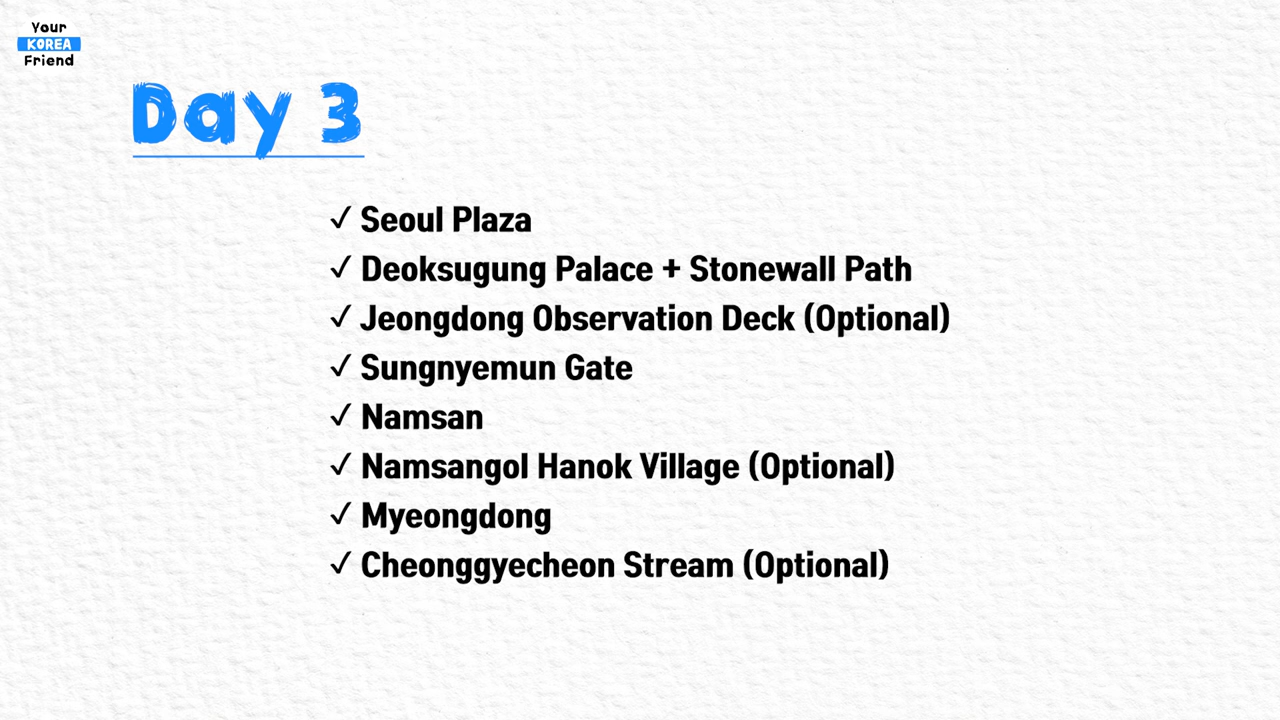 Your
KOREA
Friend
Day 3
✓ Seoul Plaza
✓ Deoksugung Palace + Stonewall Path
✓ Jeongdong Observation Deck (Optional)
✓ Sungnyemun Gate
✓ Namsan
✓ Namsangol Hanok Village (Optional)
✓ Myeongdong
✓ Cheonggyecheon Stream (Optional)